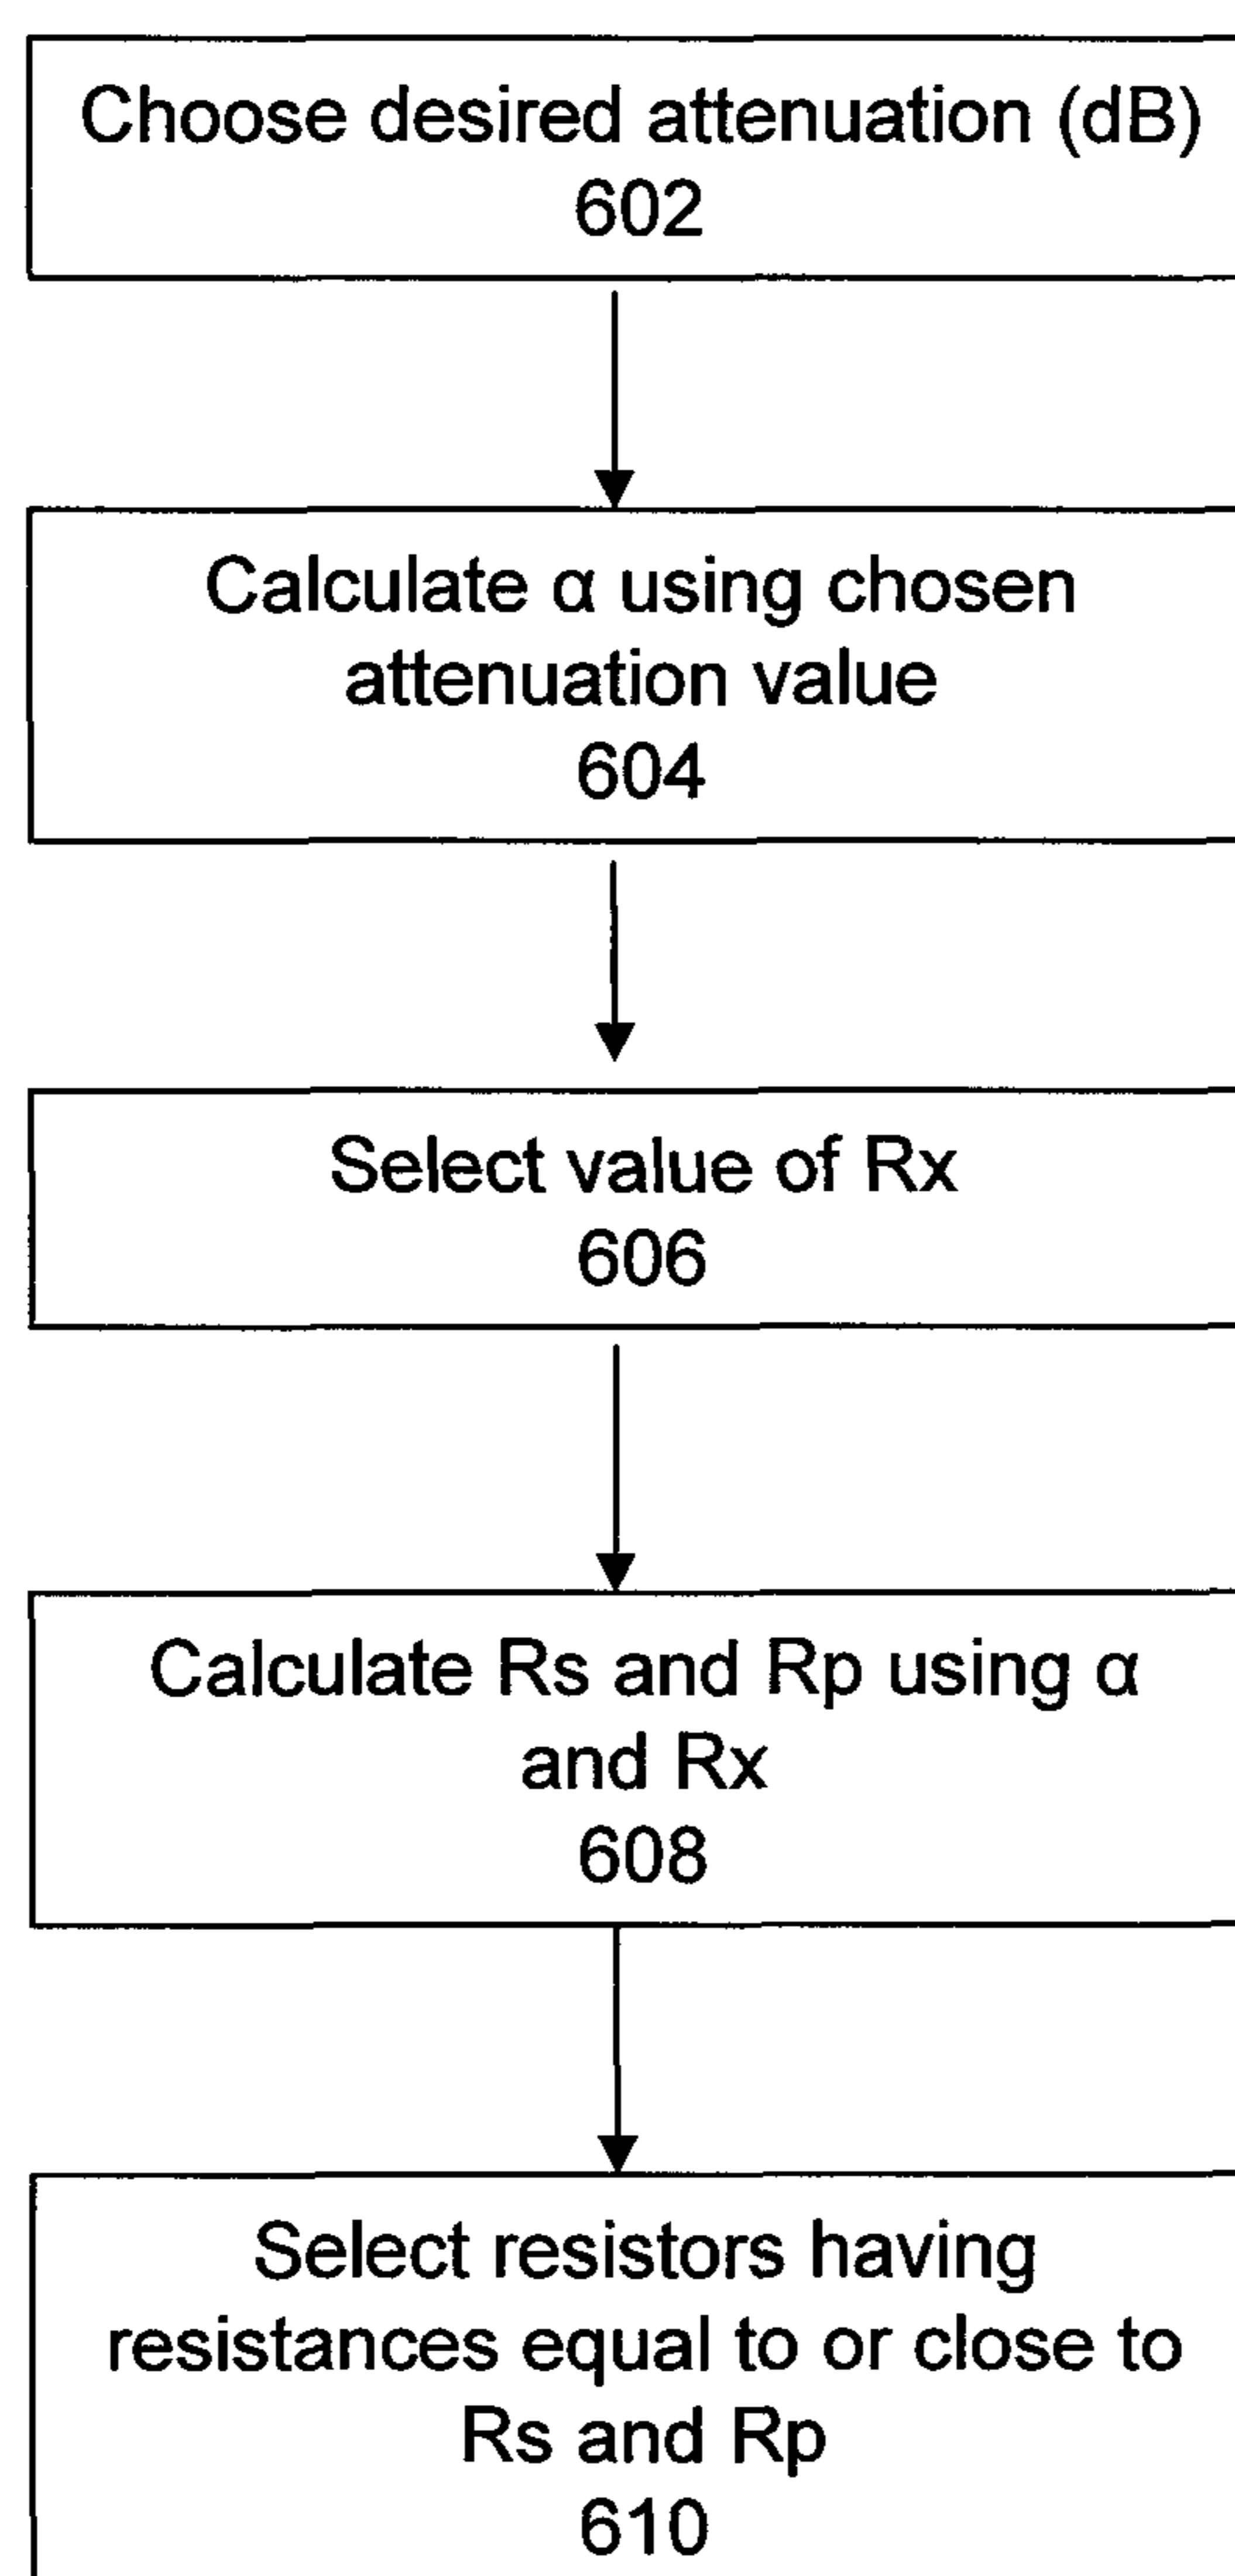 Choose desired attenuation (dB)
602
Calculate α using chosen
attenuation value
604
Select value of Rx
606
Calculate Rs and Rp using α
and Rx
608
Select resistors having
resistances equal to or close to
Rs and Rp
610